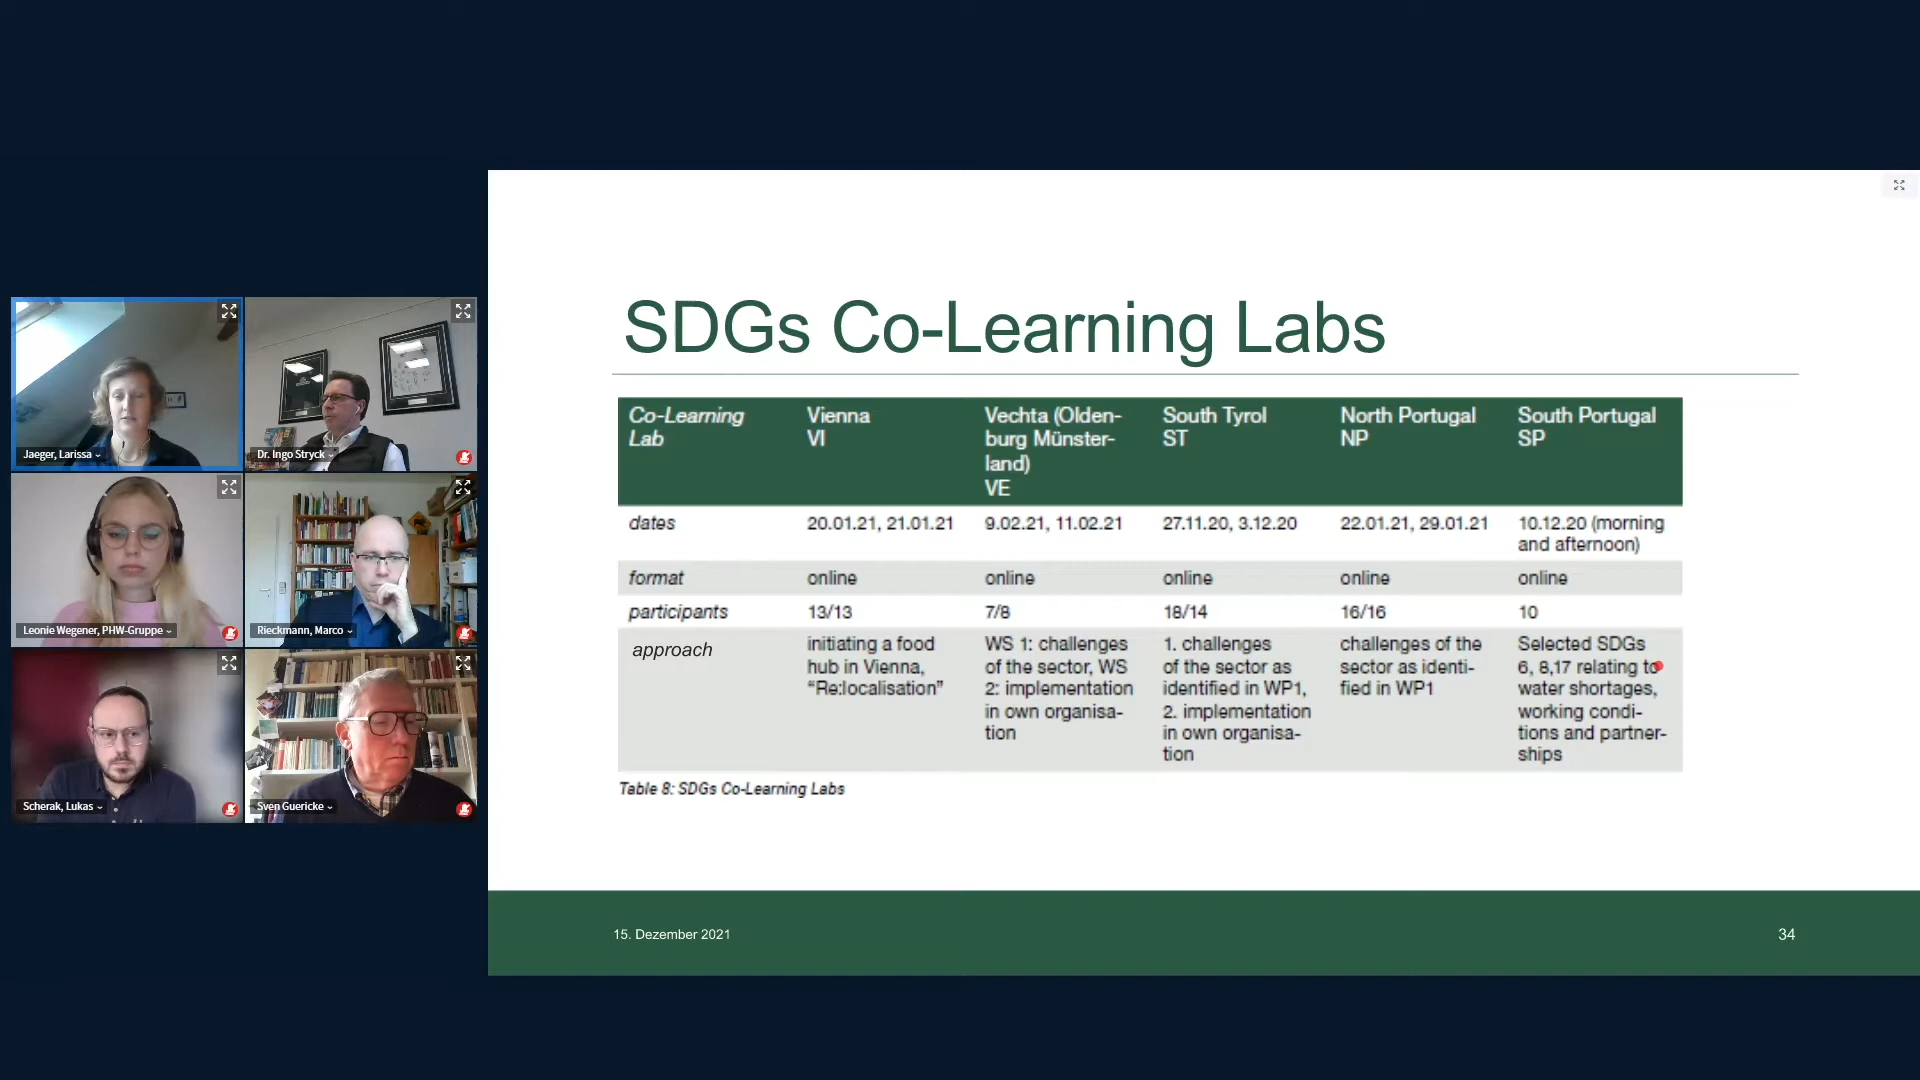 SDGs Co-Learning Labs
Co-Learning
Lab
Vienna
VI
Vechta (Olden-
burg Münster-
land)
VE
South Tyrol
ST
North Portugal
NP
South Portugal
SP
dates
20.01.21, 21.01.21
9.02.21, 11.02.21
27.11.20, 3.12.20
22.01.21, 29.01.21
10.12.20 (morning
and afternoon)
format
online
online
online
online
online
participants
13/13
7/8
18/14
16/16
10
approach
initiating a food
hub in Vienna,
“Re:localisation”
WS 1: challenges
of the sector, WS
2: implementation
in own organisa-
tion
1. challenges
of the sector as
identified in WP1,
2. implementation
in own organisa-
tion
challenges of the
sector as identi-
fied in WP1
Selected SDGs
6, 8,17 relating to
water shortages,
working condi-
tions and partner-
ships
Table 8: SDGs Co-Learning Labs
15. Dezember 2021
34
Jaeger, Larissa
Dr. Ingo Stryck
Leonie Wegener, PHW-Gruppe
Rieckmann, Marco
Scherak, Lukas
Sven Guericke